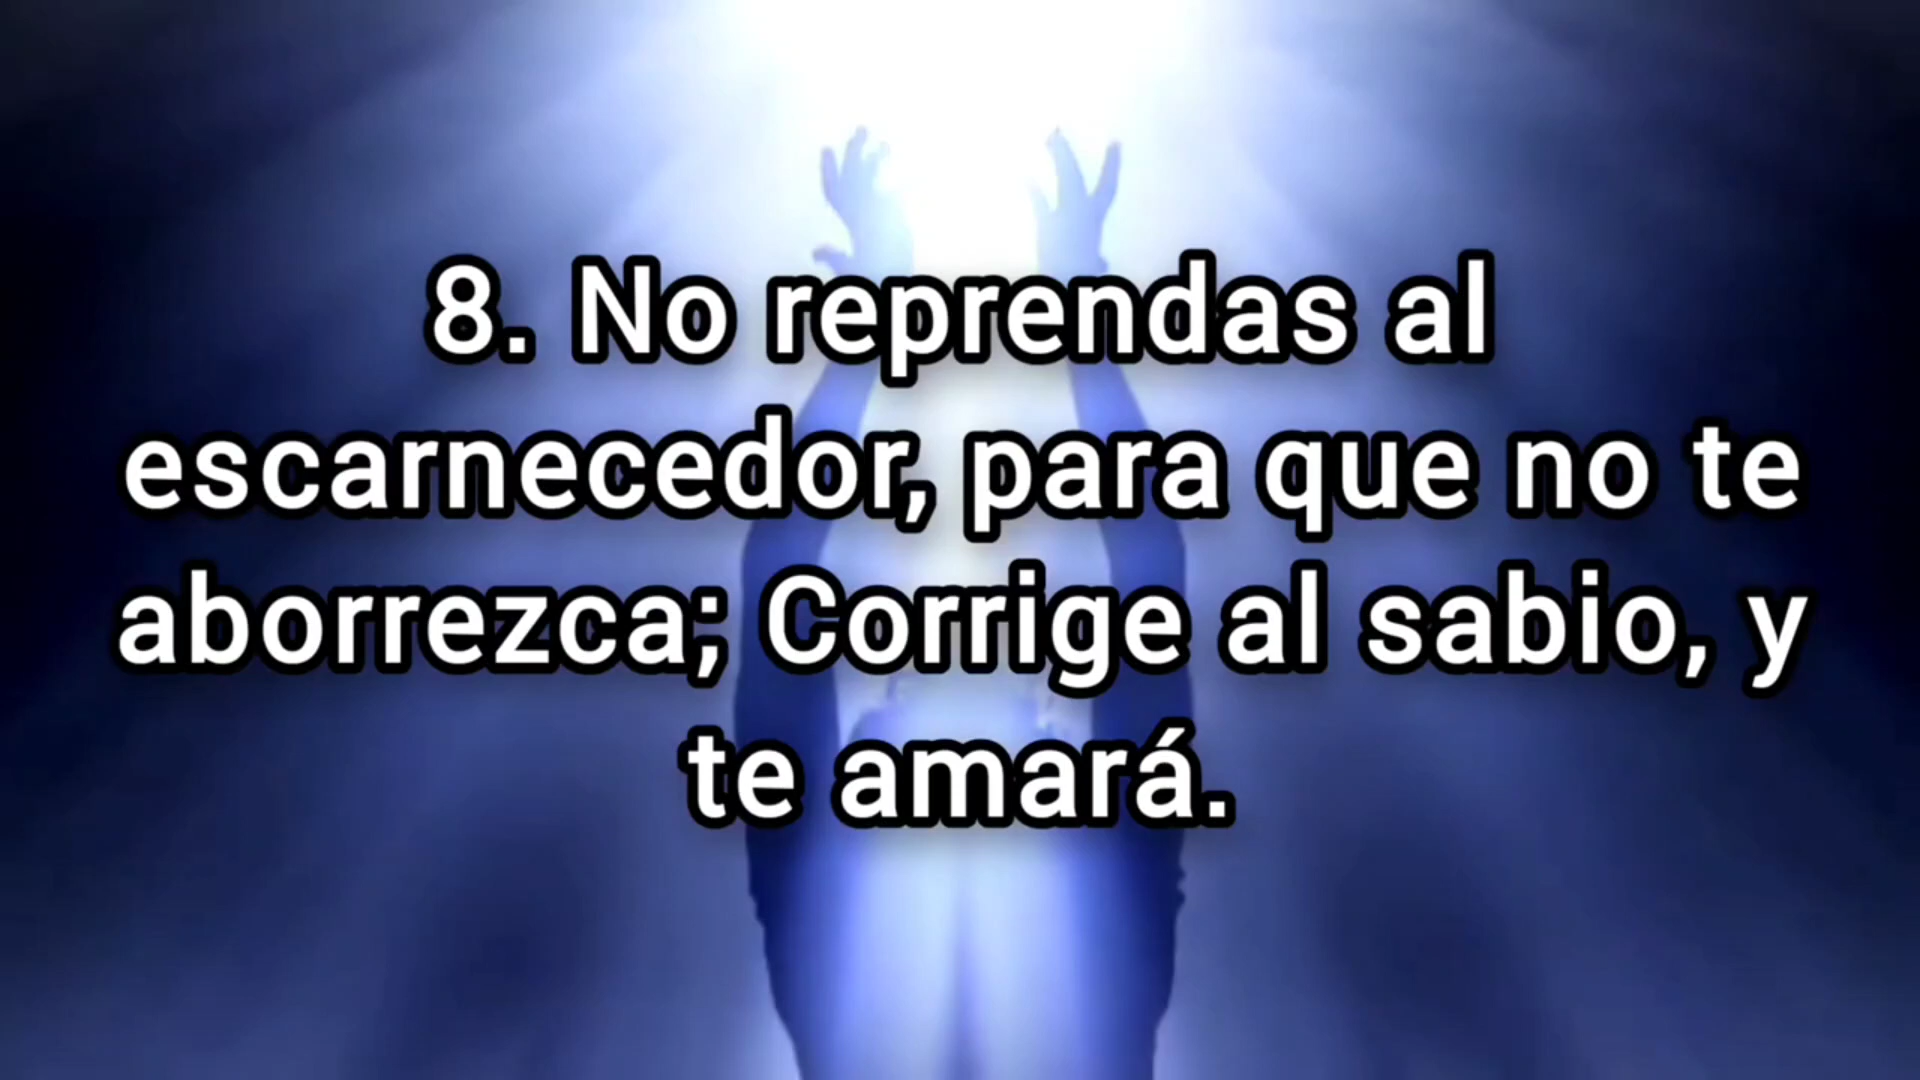 8. No reprendas al
escarnecedor, para que no te
aborrezca; Corrige al sabio, y
te amará.